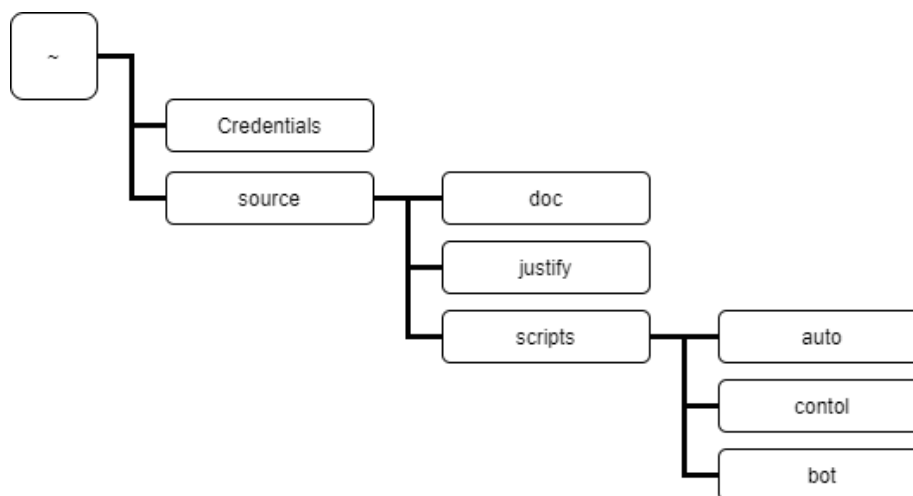 ~
Credentials
source
doc
justify
scripts
auto
contol
bot